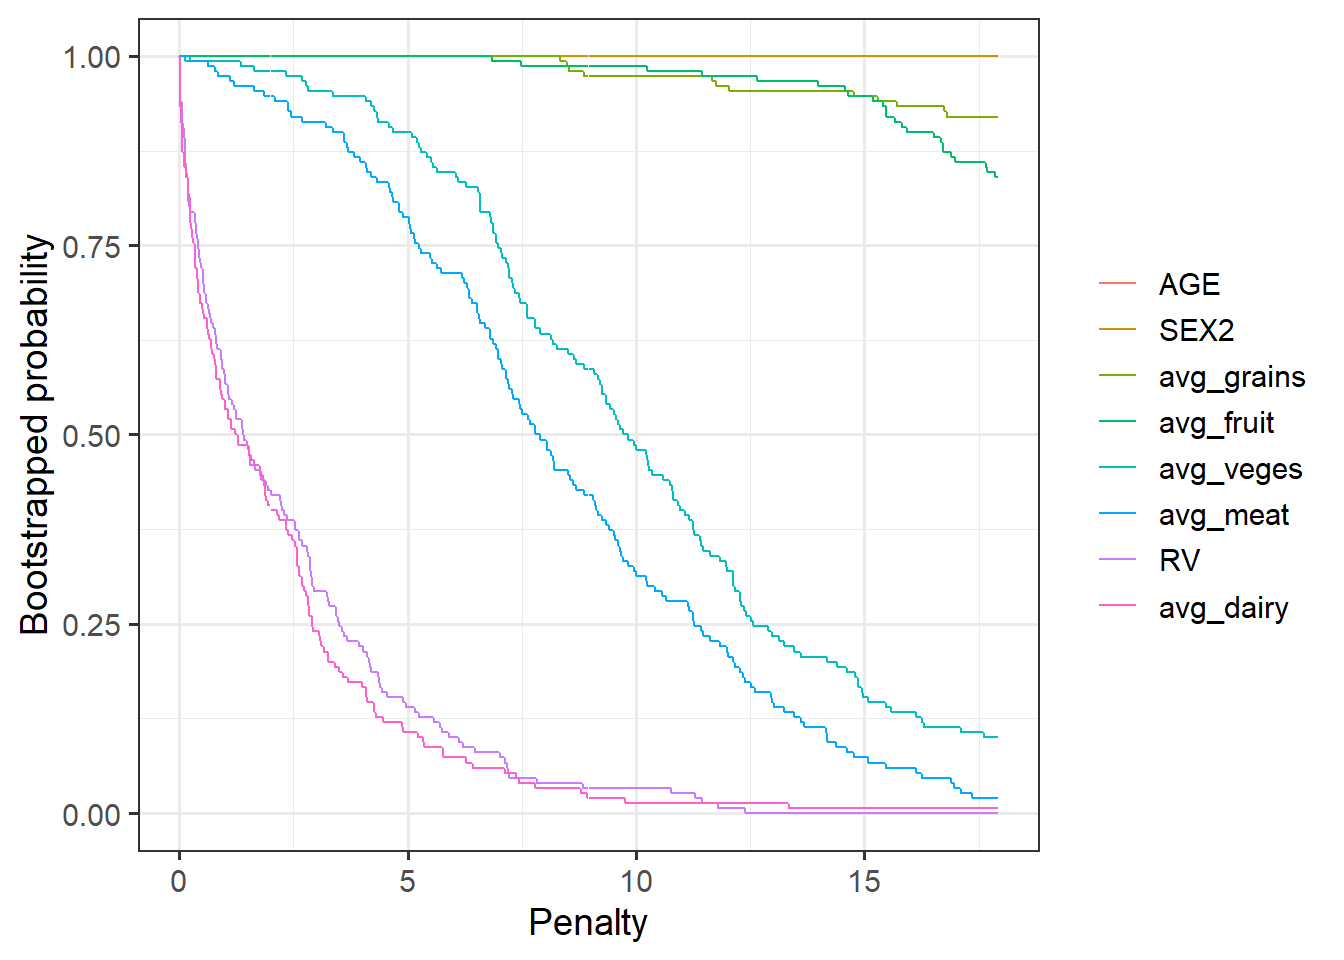 Bootstrapped probability
1.00
0.75
0.50
0.25
0.00
0 5 10 15
Penalty
AGE
SEX2
avg_grains
avg_fruit
avg_veges
avg_meat
RV
avg_dairy